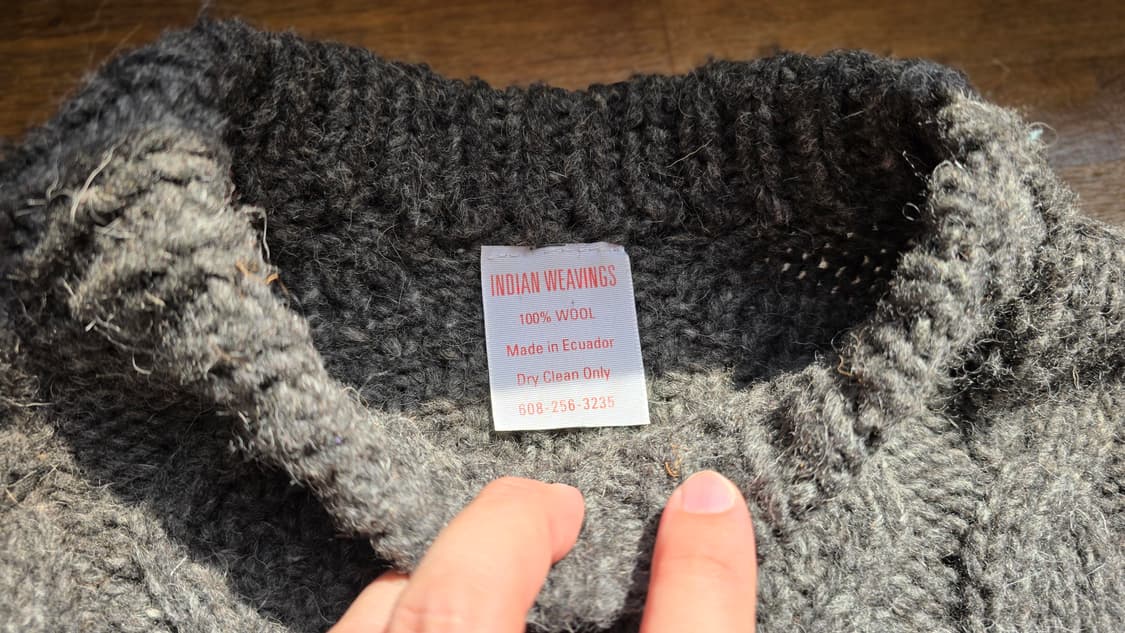 INDIAN WEAVINGS
100% WOOL
Made in Ecuador
Dry Clean Only
608-256-3235